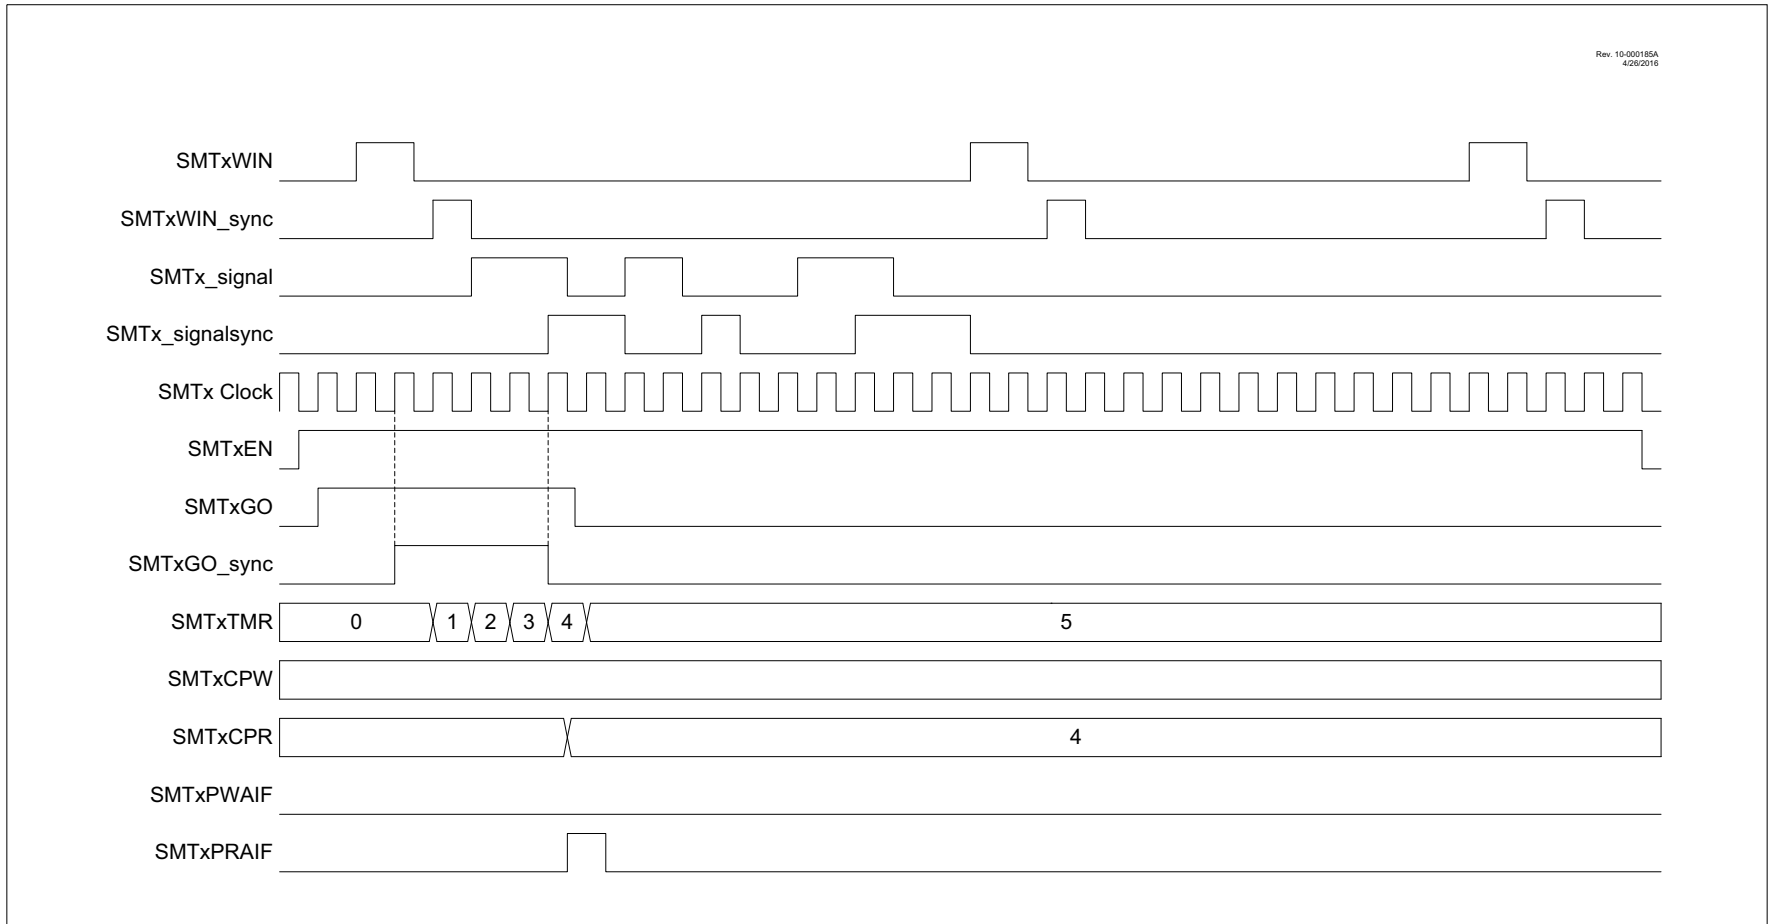 Rev. 10-000185A
4/26/2016
SMTxWIN
SMTxWIN_sync
SMTx_signal
SMTx_signalsync
SMTx Clock
SMTxEN
SMTxGO
SMTxGO_sync
SMTxTMR 0 1 2 3 4 5
SMTxCPW
SMTxCPR 4
SMTxPWAIF
SMTxPRAIF